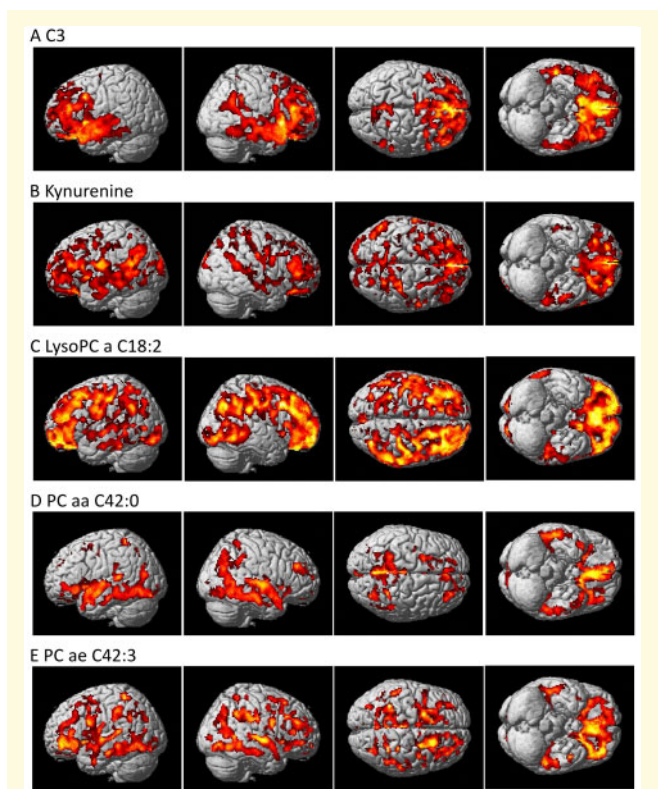 A C3
B Kynurenine
C LysoPC a C18:2
D PC aa C42:0
E PC ae C42:3